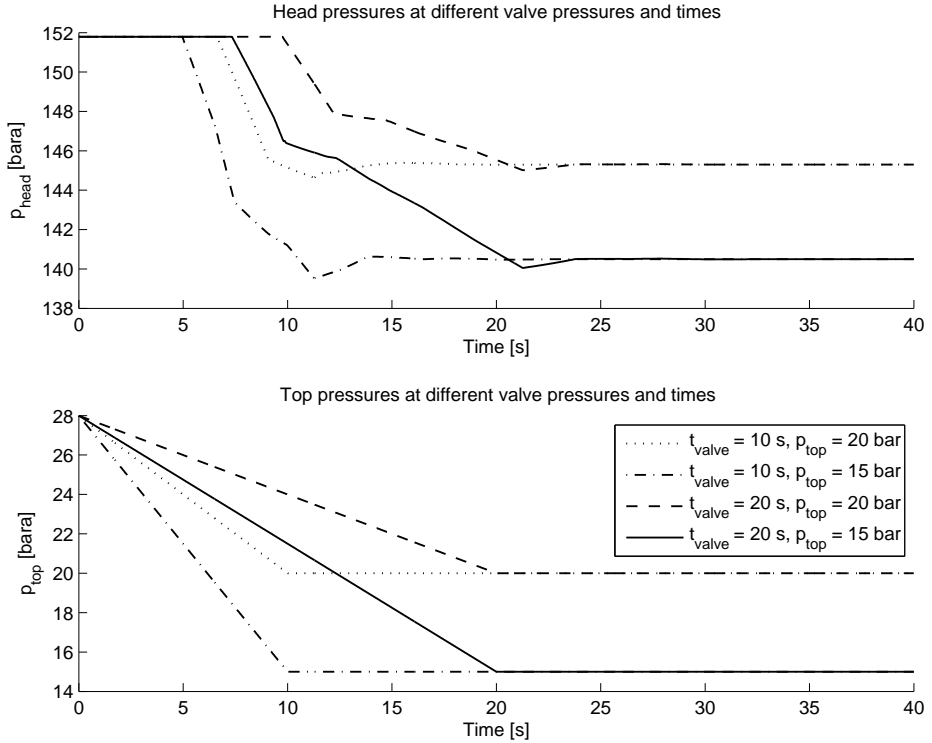 Head pressures at different valve pressures and times
152
150
148
146
144
142
140
138
p_head [bara]
0 5 10 15 20 25 30 35 40
Time [s]
Top pressures at different valve pressures and times
28
26
24
22
20
18
16
14
p_top [bara]
t_valve = 10 s, p_top = 20 bar
t_valve = 10 s, p_top = 15 bar
t_valve = 20 s, p_top = 20 bar
t_valve = 20 s, p_top = 15 bar
0 5 10 15 20 25 30 35 40
Time [s]